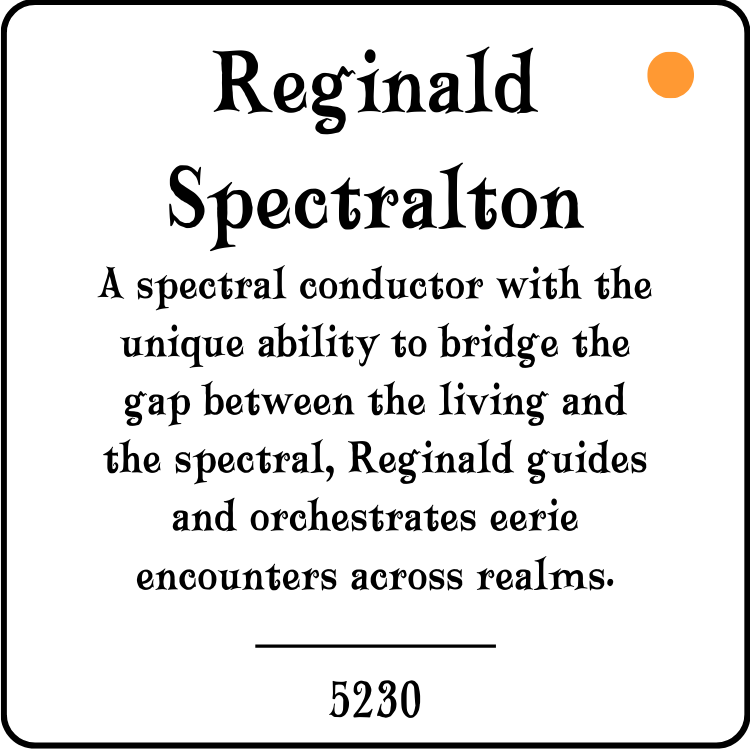 Reginald
Spectralton
A spectral conductor with the
unique ability to bridge the
gap between the living and
the spectral, Reginald guides
and orchestrates eerie
encounters across realms.
5230